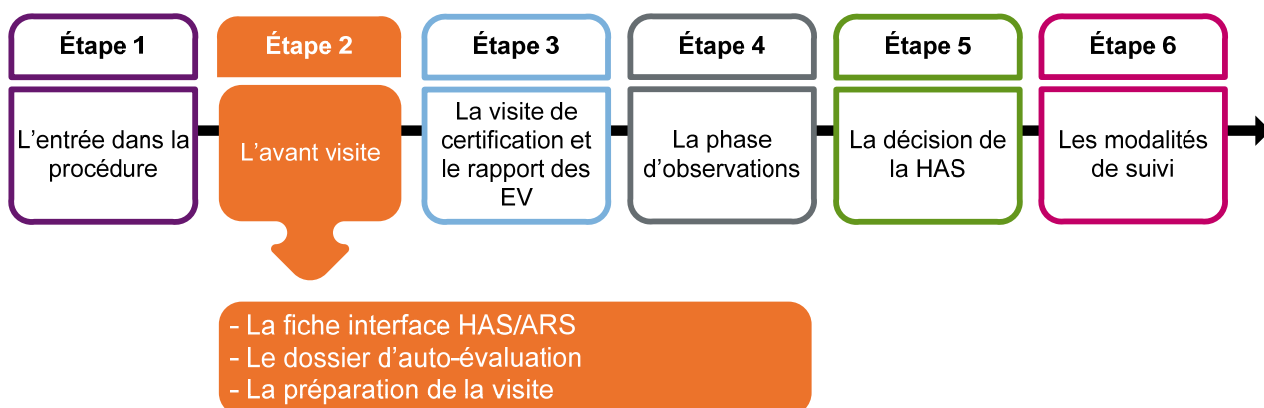 Étape 1
Étape 2
Étape 3
Étape 4
Étape 5
Étape 6
L’entrée dans la
procédure
L’avant visite
La visite de
certification et
le rapport des
EV
La phase
d’observations
La décision de
la HAS
Les modalités
de suivi
- La fiche interface HAS/ARS
- Le dossier d’auto-évaluation
- La préparation de la visite